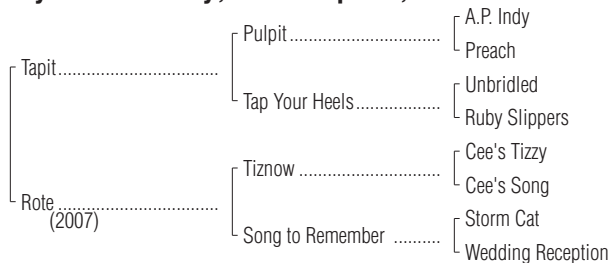 Pulpit
A.P. Indy
Preach
Tapit
Tap Your Heels
Unbridled
Ruby Slippers
Rote
(2007)
Tiznow
Cee's Tizzy
Cee's Song
Song to Remember
Storm Cat
Wedding Reception